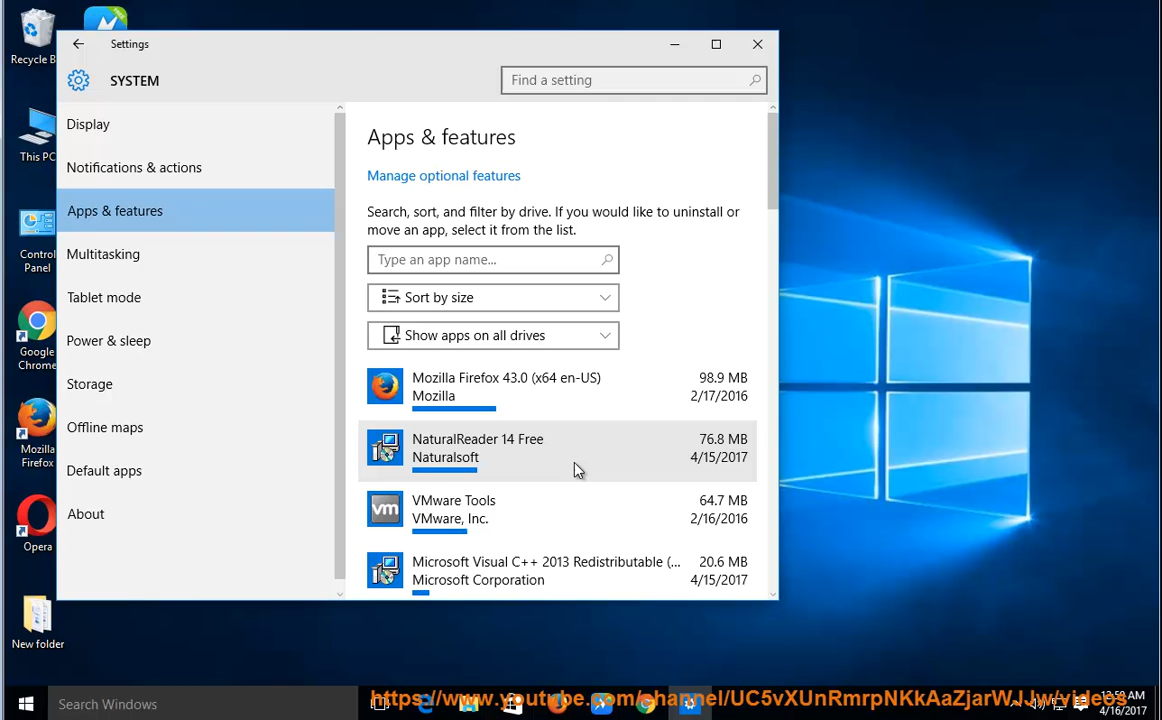 Recycle B
This PC
Control
Panel
Google
Chrome
Mozilla
Firefox
Opera
New folder
Settings
SYSTEM
Find a setting
Display
Notifications & actions
Apps & features
Multitasking
Tablet mode
Power & sleep
Storage
Offline maps
Default apps
About
Apps & features
Manage optional features
Search, sort, and filter by drive. If you would like to uninstall or
move an app, select it from the list.
Type an app name...
Sort by size
Show apps on all drives
Mozilla Firefox 43.0 (x64 en-US) 98.9 MB
Mozilla 2/17/2016
NaturalReader 14 Free 76.8 MB
Naturalsoft 4/15/2017
VMware Tools 64.7 MB
VMware, Inc. 2/16/2016
Microsoft Visual C++ 2013 Redistributable (... 20.6 MB
Microsoft Corporation 4/15/2017
vm
Search Windows
https://www.youtube.com/channel/UC5vXUnRmrpNKkAaZjarWJJw/videos
12:59 AM
4/16/2017